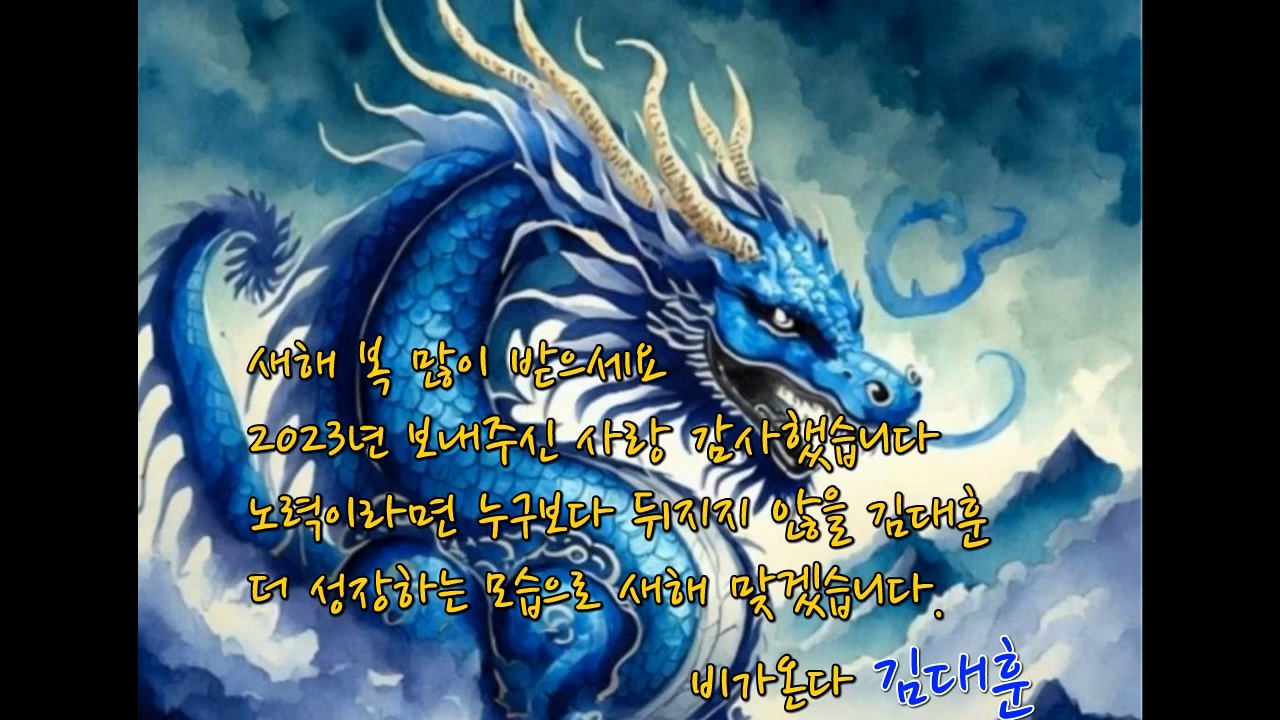 새해 복 많이 받으세요
2023년 보내주신 사랑 감사했습니다
노력이라면 누구보다 뒤지지 않을 김대훈
더 성장하는 모습으로 새해 맞겠습니다.
비가온다 김대훈